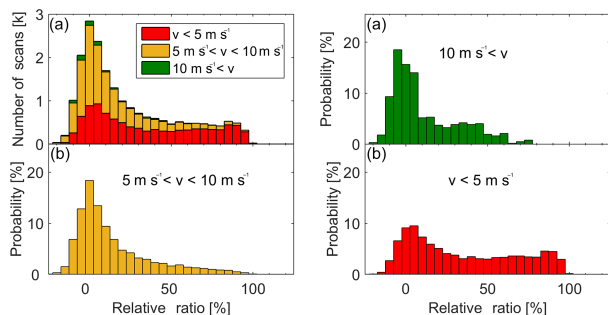 (a)
Number of scans [k]
3
2
1
0
v < 5 m s⁻¹
5 m s⁻¹ < v < 10 m s⁻¹
10 m s⁻¹ < v
(a)
Probability [%]
20
10
0
10 m s⁻¹ < v
(b)
Probability [%]
20
10
0
5 m s⁻¹ < v < 10 m s⁻¹
0 50 100
Relative ratio [%]
(b)
Probability [%]
20
10
0
v < 5 m s⁻¹
0 50 100
Relative ratio [%]